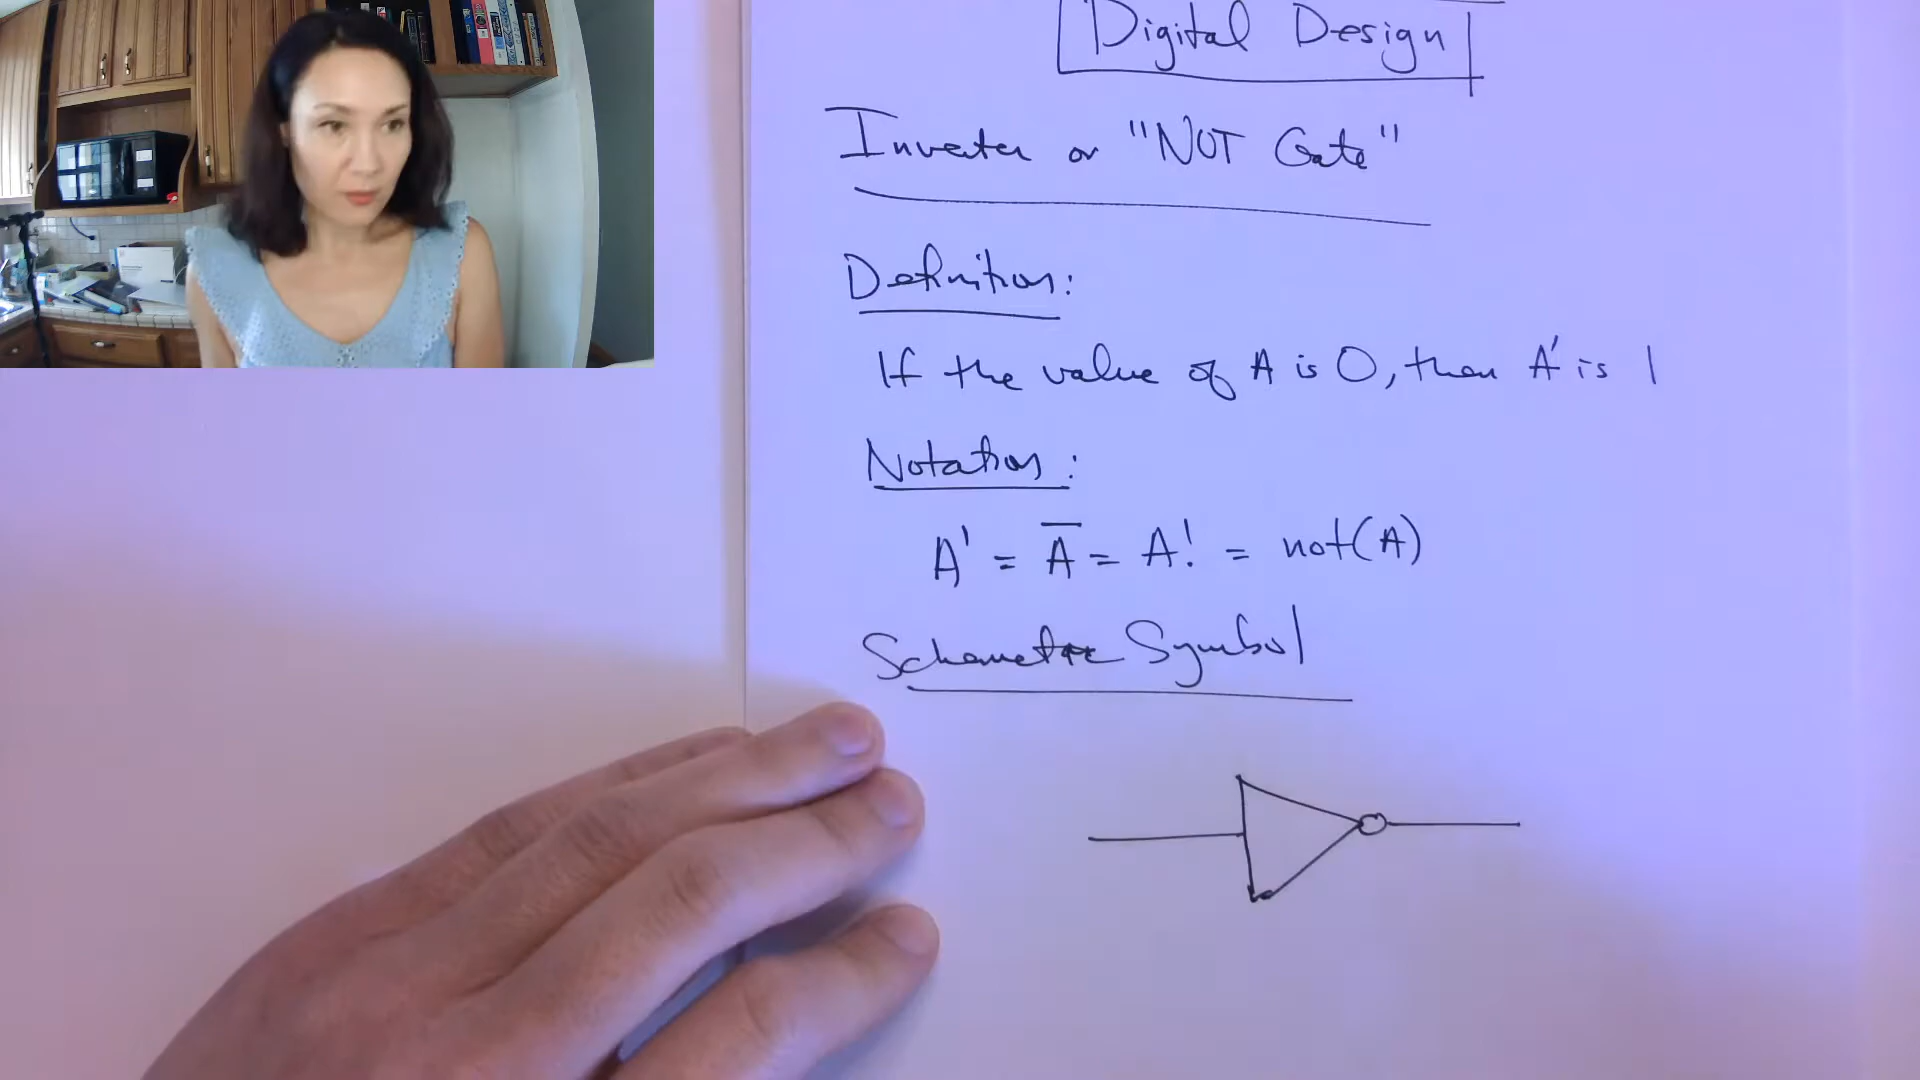 Digital Design
Inverter or "NOT Gate"
Definition:
If the value of A is 0, then A' is 1
Notation:
A' = A̅ = A! = not(A)
Schematic Symbol